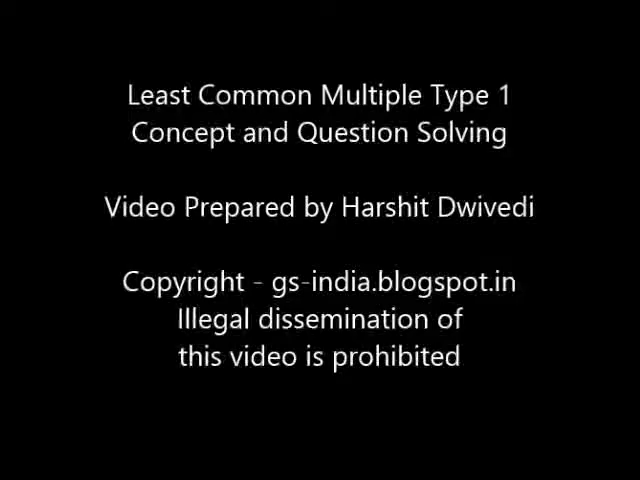 Least Common Multiple Type 1
Concept and Question Solving
Video Prepared by Harshit Dwivedi
Copyright - gs-india.blogspot.in
Illegal dissemination of
this video is prohibited